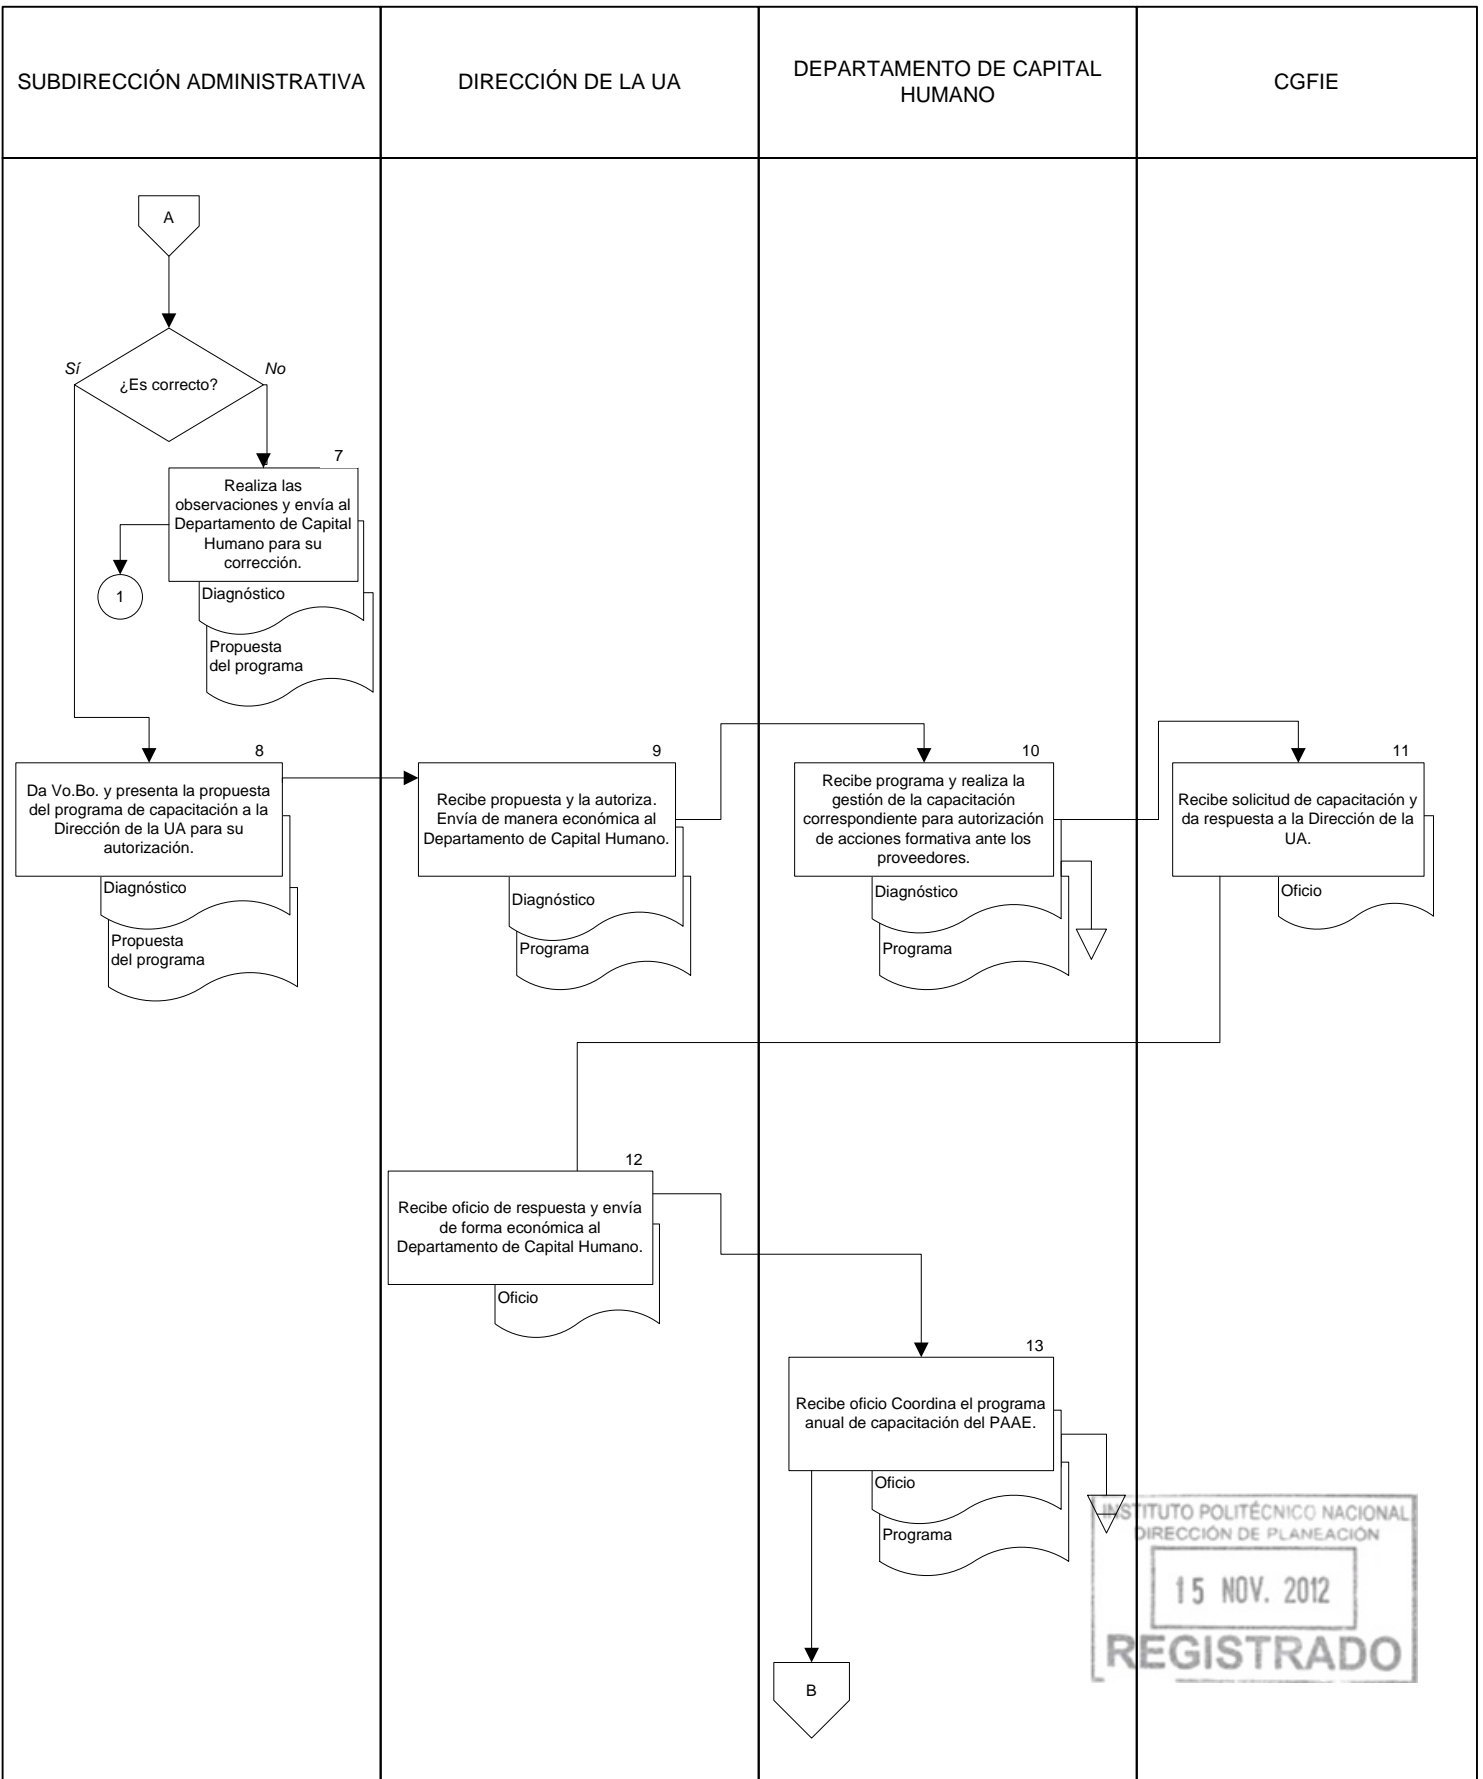 SUBDIRECCIÓN ADMINISTRATIVA
DIRECCIÓN DE LA UA
DEPARTAMENTO DE CAPITAL
HUMANO
CGFIE
A
¿Es correcto?
Sí
No
7
Realiza las
observaciones y envía al
Departamento de Capital
Humano para su
corrección.
1
Diagnóstico
Propuesta
del programa
8
Da Vo.Bo. y presenta la propuesta
del programa de capacitación a la
Dirección de la UA para su
autorización.
Diagnóstico
Propuesta
del programa
9
Recibe propuesta y la autoriza.
Envía de manera económica al
Departamento de Capital Humano.
Diagnóstico
Programa
10
Recibe programa y realiza la
gestión de la capacitación
correspondiente para autorización
de acciones formativa ante los
proveedores.
Diagnóstico
Programa
11
Recibe solicitud de capacitación y
da respuesta a la Dirección de la
UA.
Oficio
12
Recibe oficio de respuesta y envía
de forma económica al
Departamento de Capital Humano.
Oficio
13
Recibe oficio Coordina el programa
anual de capacitación del PAAE.
Oficio
Programa
B
INSTITUTO POLITÉCNICO NACIONAL
DIRECCIÓN DE PLANEACIÓN
15 NOV. 2012
REGISTRADO